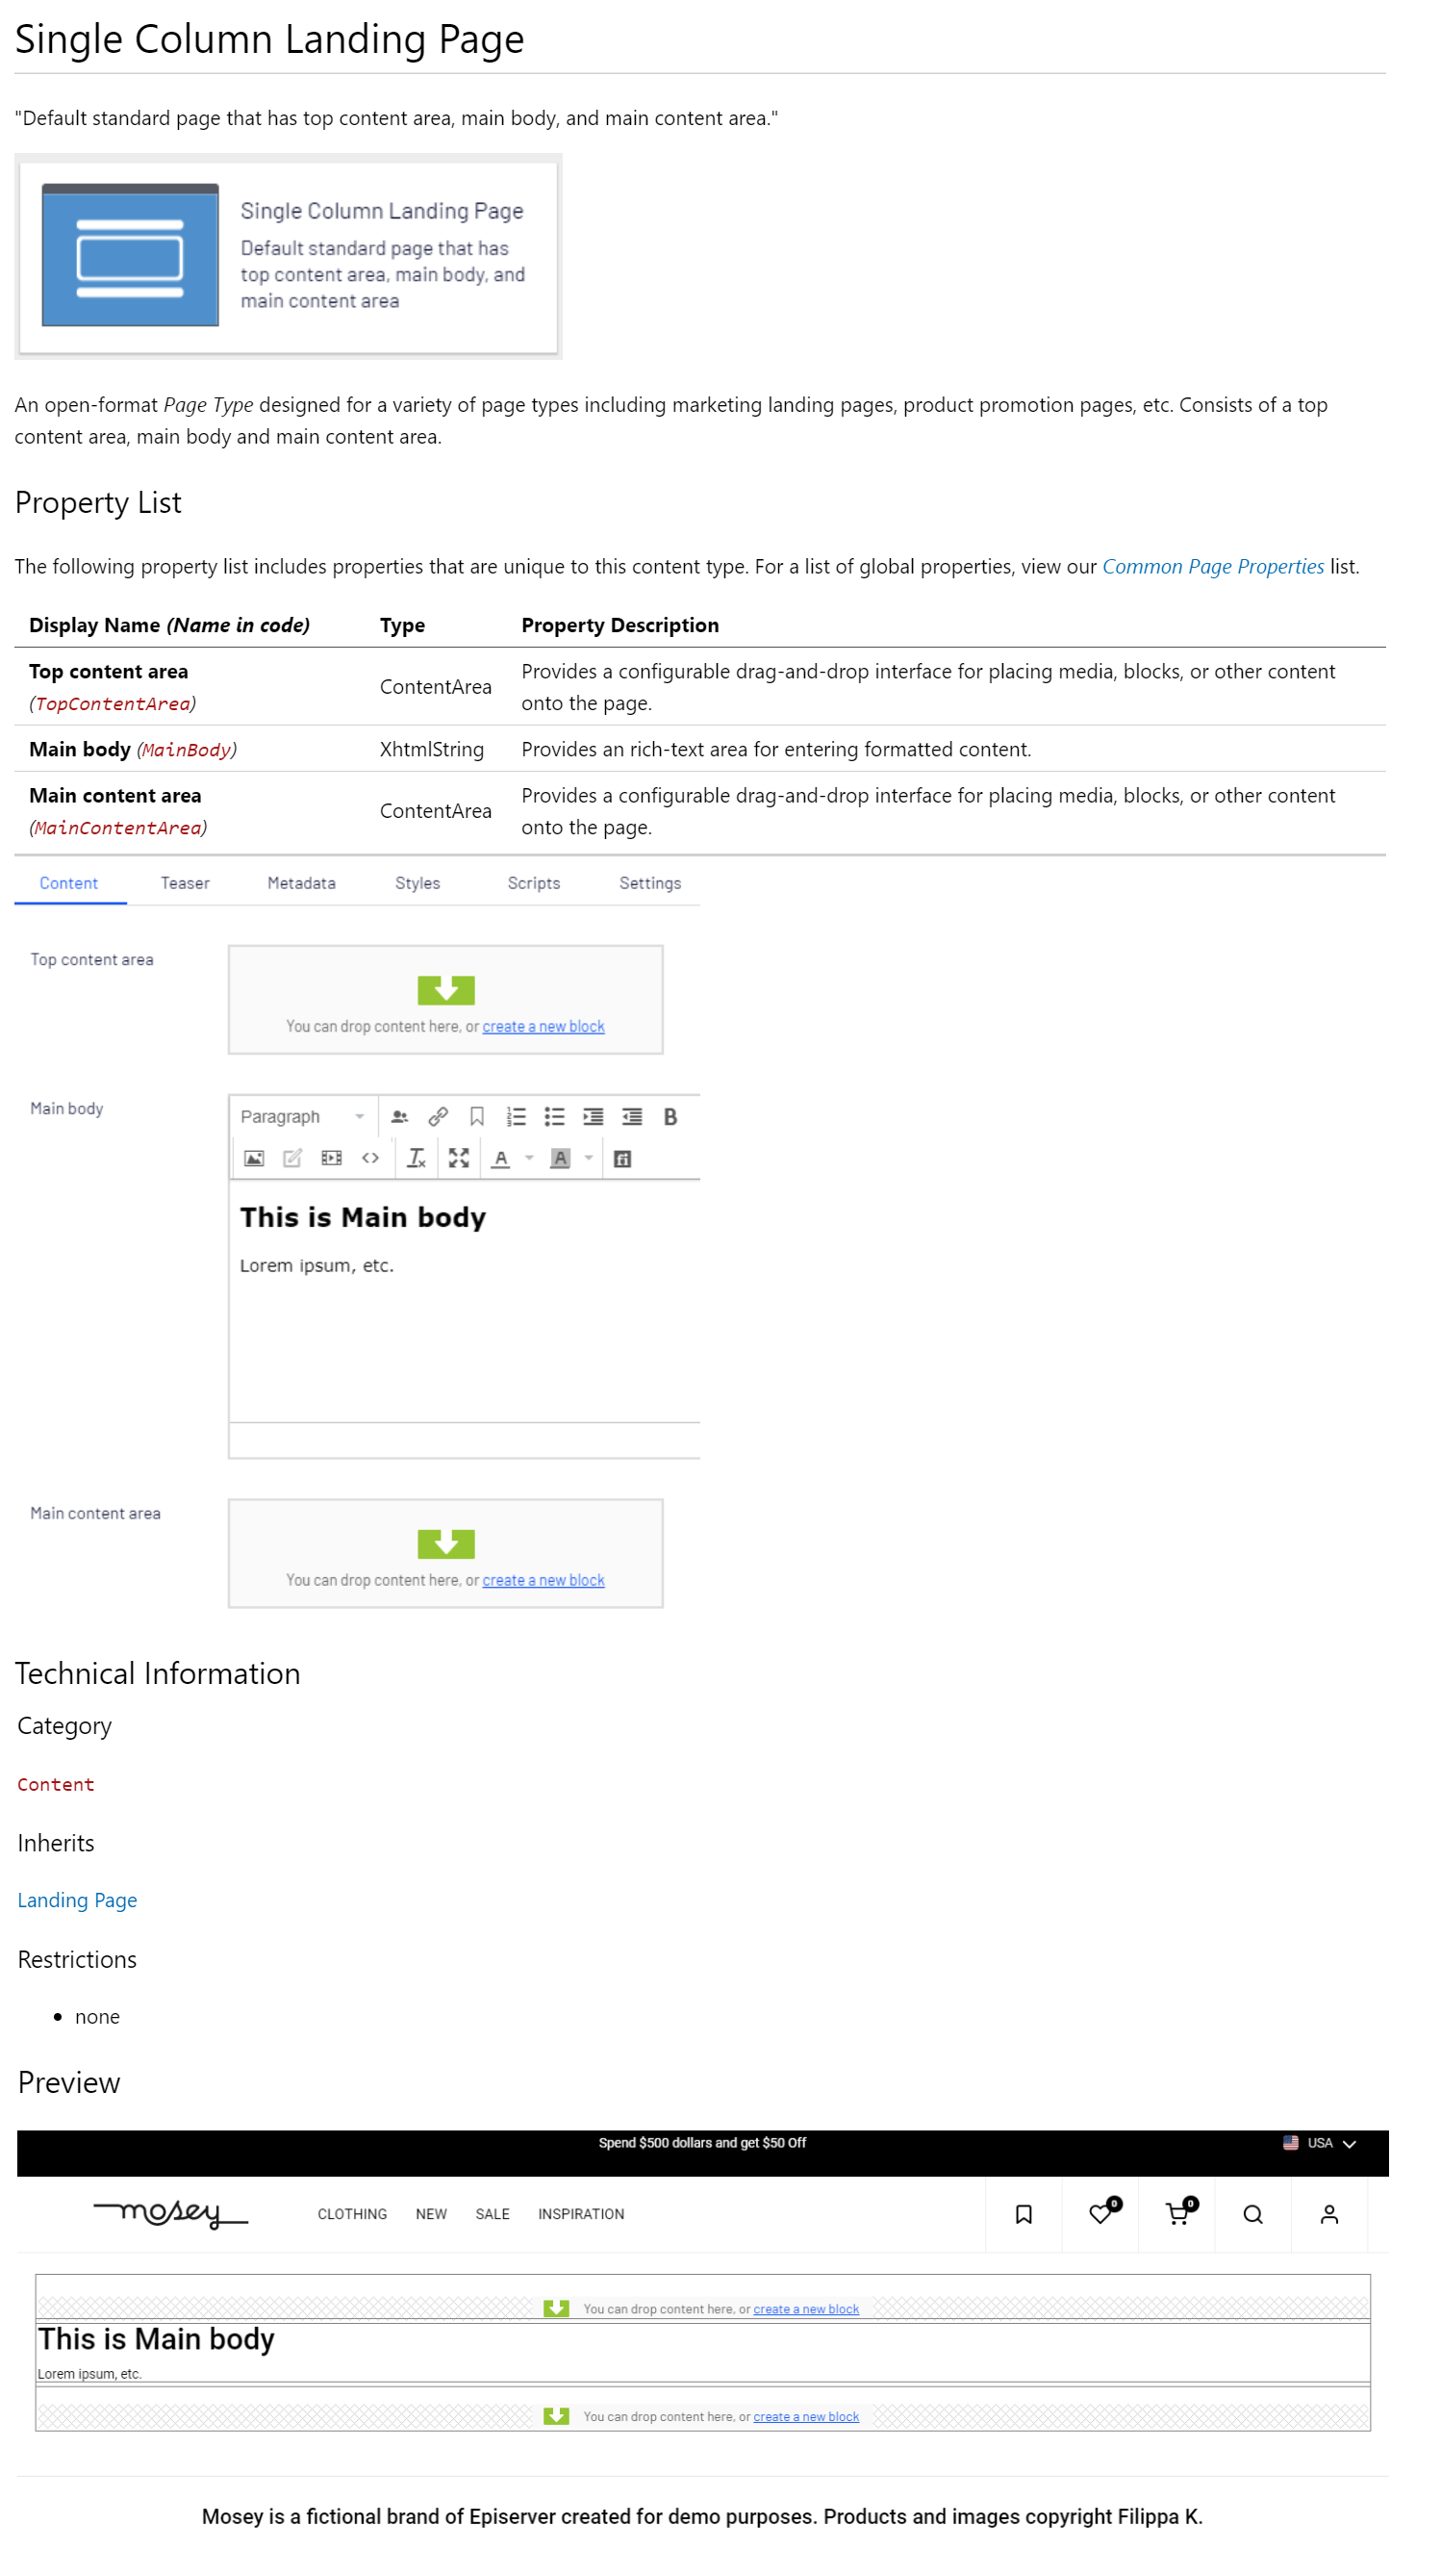 Single Column Landing Page
"Default standard page that has top content area, main body, and main content area."
Single Column Landing Page
Default standard page that has
top content area, main body, and
main content area
An open-format Page Type designed for a variety of page types including marketing landing pages, product promotion pages, etc. Consists of a top
content area, main body and main content area.
Property List
The following property list includes properties that are unique to this content type. For a list of global properties, view our Common Page Properties list.
Display Name (Name in code) Type Property Description
Top content area
(TopContentArea)
ContentArea
Provides a configurable drag-and-drop interface for placing media, blocks, or other content
onto the page.
Main body (MainBody) XhtmlString Provides an rich-text area for entering formatted content.
Main content area
(MainContentArea)
ContentArea
Provides a configurable drag-and-drop interface for placing media, blocks, or other content
onto the page.
Content Teaser Metadata Styles Scripts Settings
Top content area
You can drop content here, or create a new block
Main body
Paragraph B
A A
This is Main body
Lorem ipsum, etc.
Main content area
You can drop content here, or create a new block
Technical Information
Category
Content
Inherits
Landing Page
Restrictions
• none
Preview
Spend $500 dollars and get $50 Off USA
mosey CLOTHING NEW SALE INSPIRATION 0 0
You can drop content here, or create a new block
This is Main body
Lorem ipsum, etc.
You can drop content here, or create a new block
Mosey is a fictional brand of Episerver created for demo purposes. Products and images copyright Filippa K.